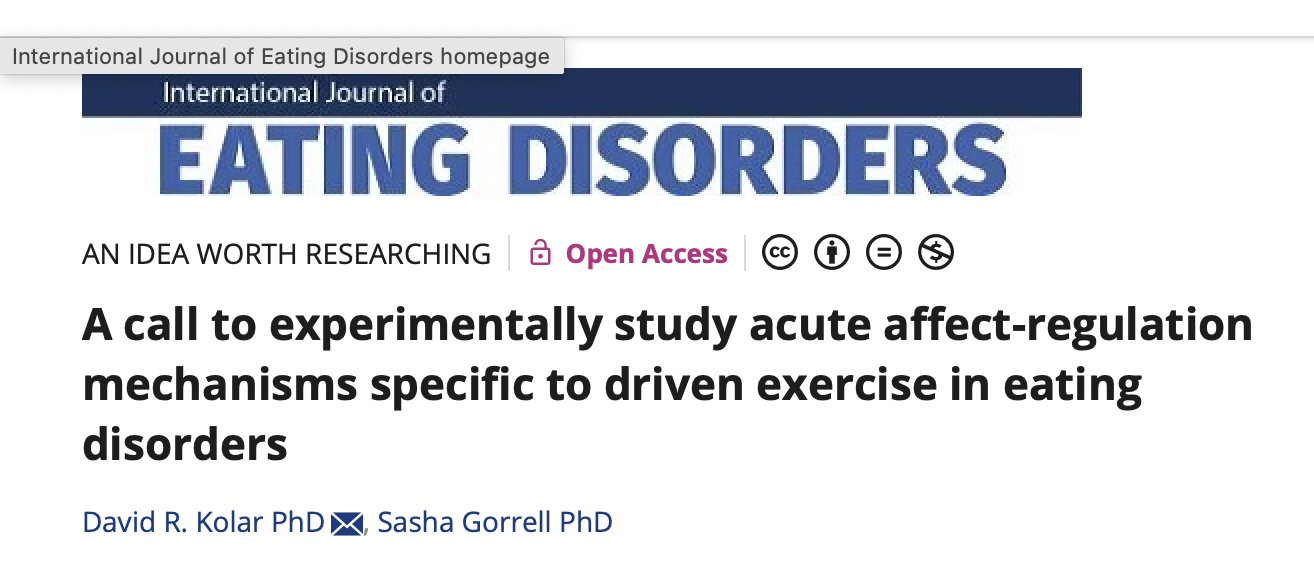 International Journal of Eating Disorders homepage
International Journal of
EATING DISORDERS
AN IDEA WORTH RESEARCHING Open Access cc
A call to experimentally study acute affect-regulation
mechanisms specific to driven exercise in eating
disorders
David R. Kolar PhD, Sasha Gorrell PhD